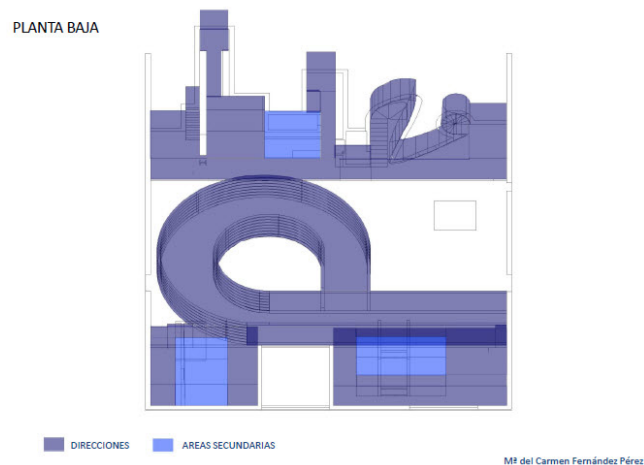 PLANTA BAJA
DIRECCIONES
AREAS SECUNDARIAS
Mª del Carmen Fernández Pérez